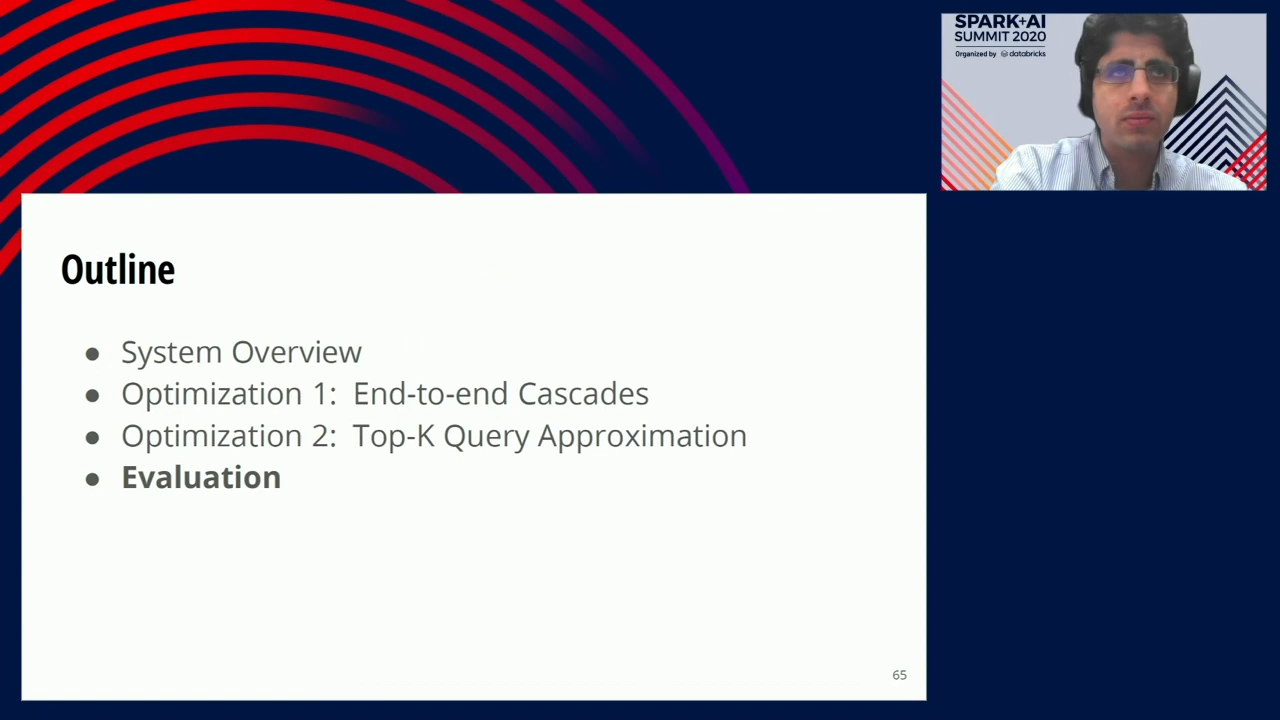 SPARK+AI
SUMMIT 2020
Organized by databricks
Outline
● System Overview
● Optimization 1: End-to-end Cascades
● Optimization 2: Top-K Query Approximation
● Evaluation
65